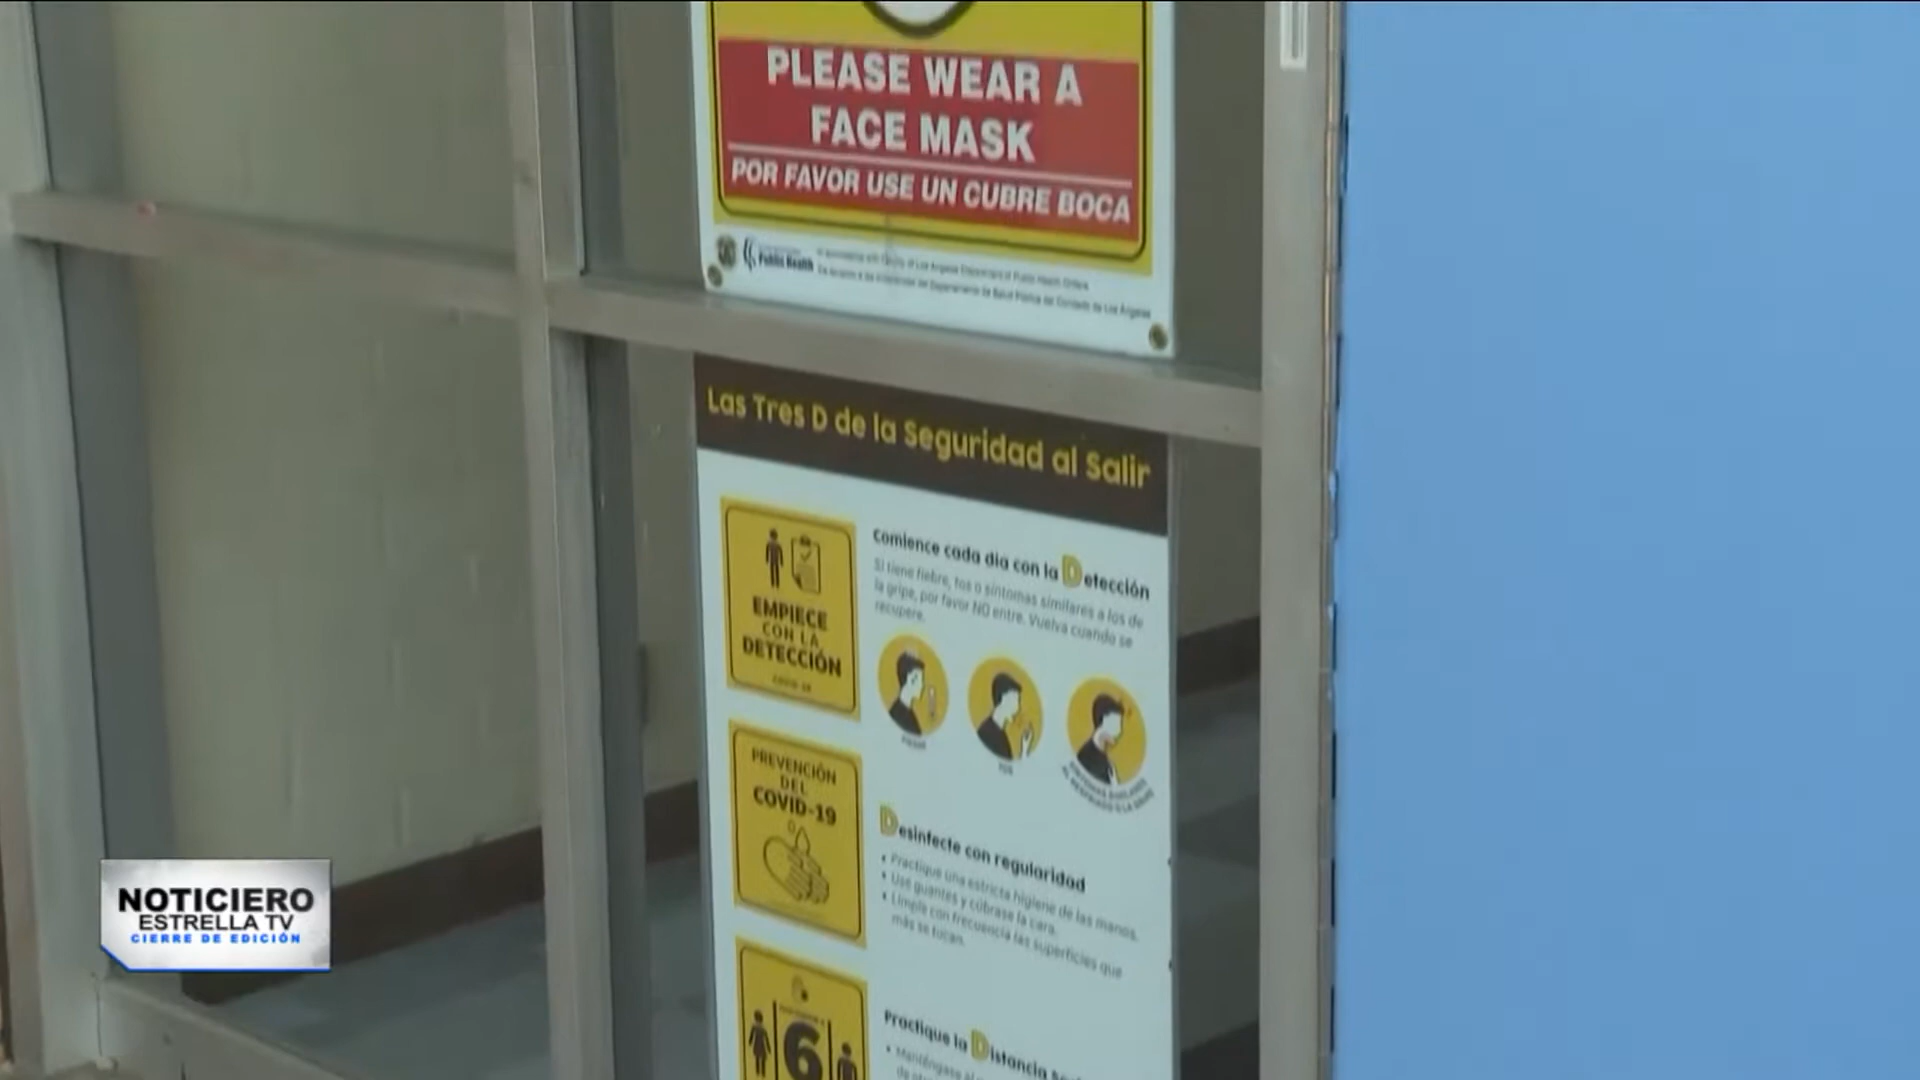 PLEASE WEAR A
FACE MASK
POR FAVOR USE UN CUBRE BOCA
Public Health
Las Tres D de la Seguridad al Salir
EMPIECE
CON LA
DETECCIÓN
COVID-19
Comience cada día con la Detección
Si tiene fiebre, tos o síntomas similares a los de
la gripe, por favor NO entre. Vuelva cuando se
recupere.
TOS
PREVENCIÓN
DEL
COVID-19
Desinfecte con regularidad
• Practique una estricta higiene de las manos.
• Use guantes y cúbrase la cara.
• Limpie con frecuencia las superficies que
más se tocan.
6
Practique la Distancia
NOTICIERO
ESTRELLA TV
CIERRE DE EDICIÓN